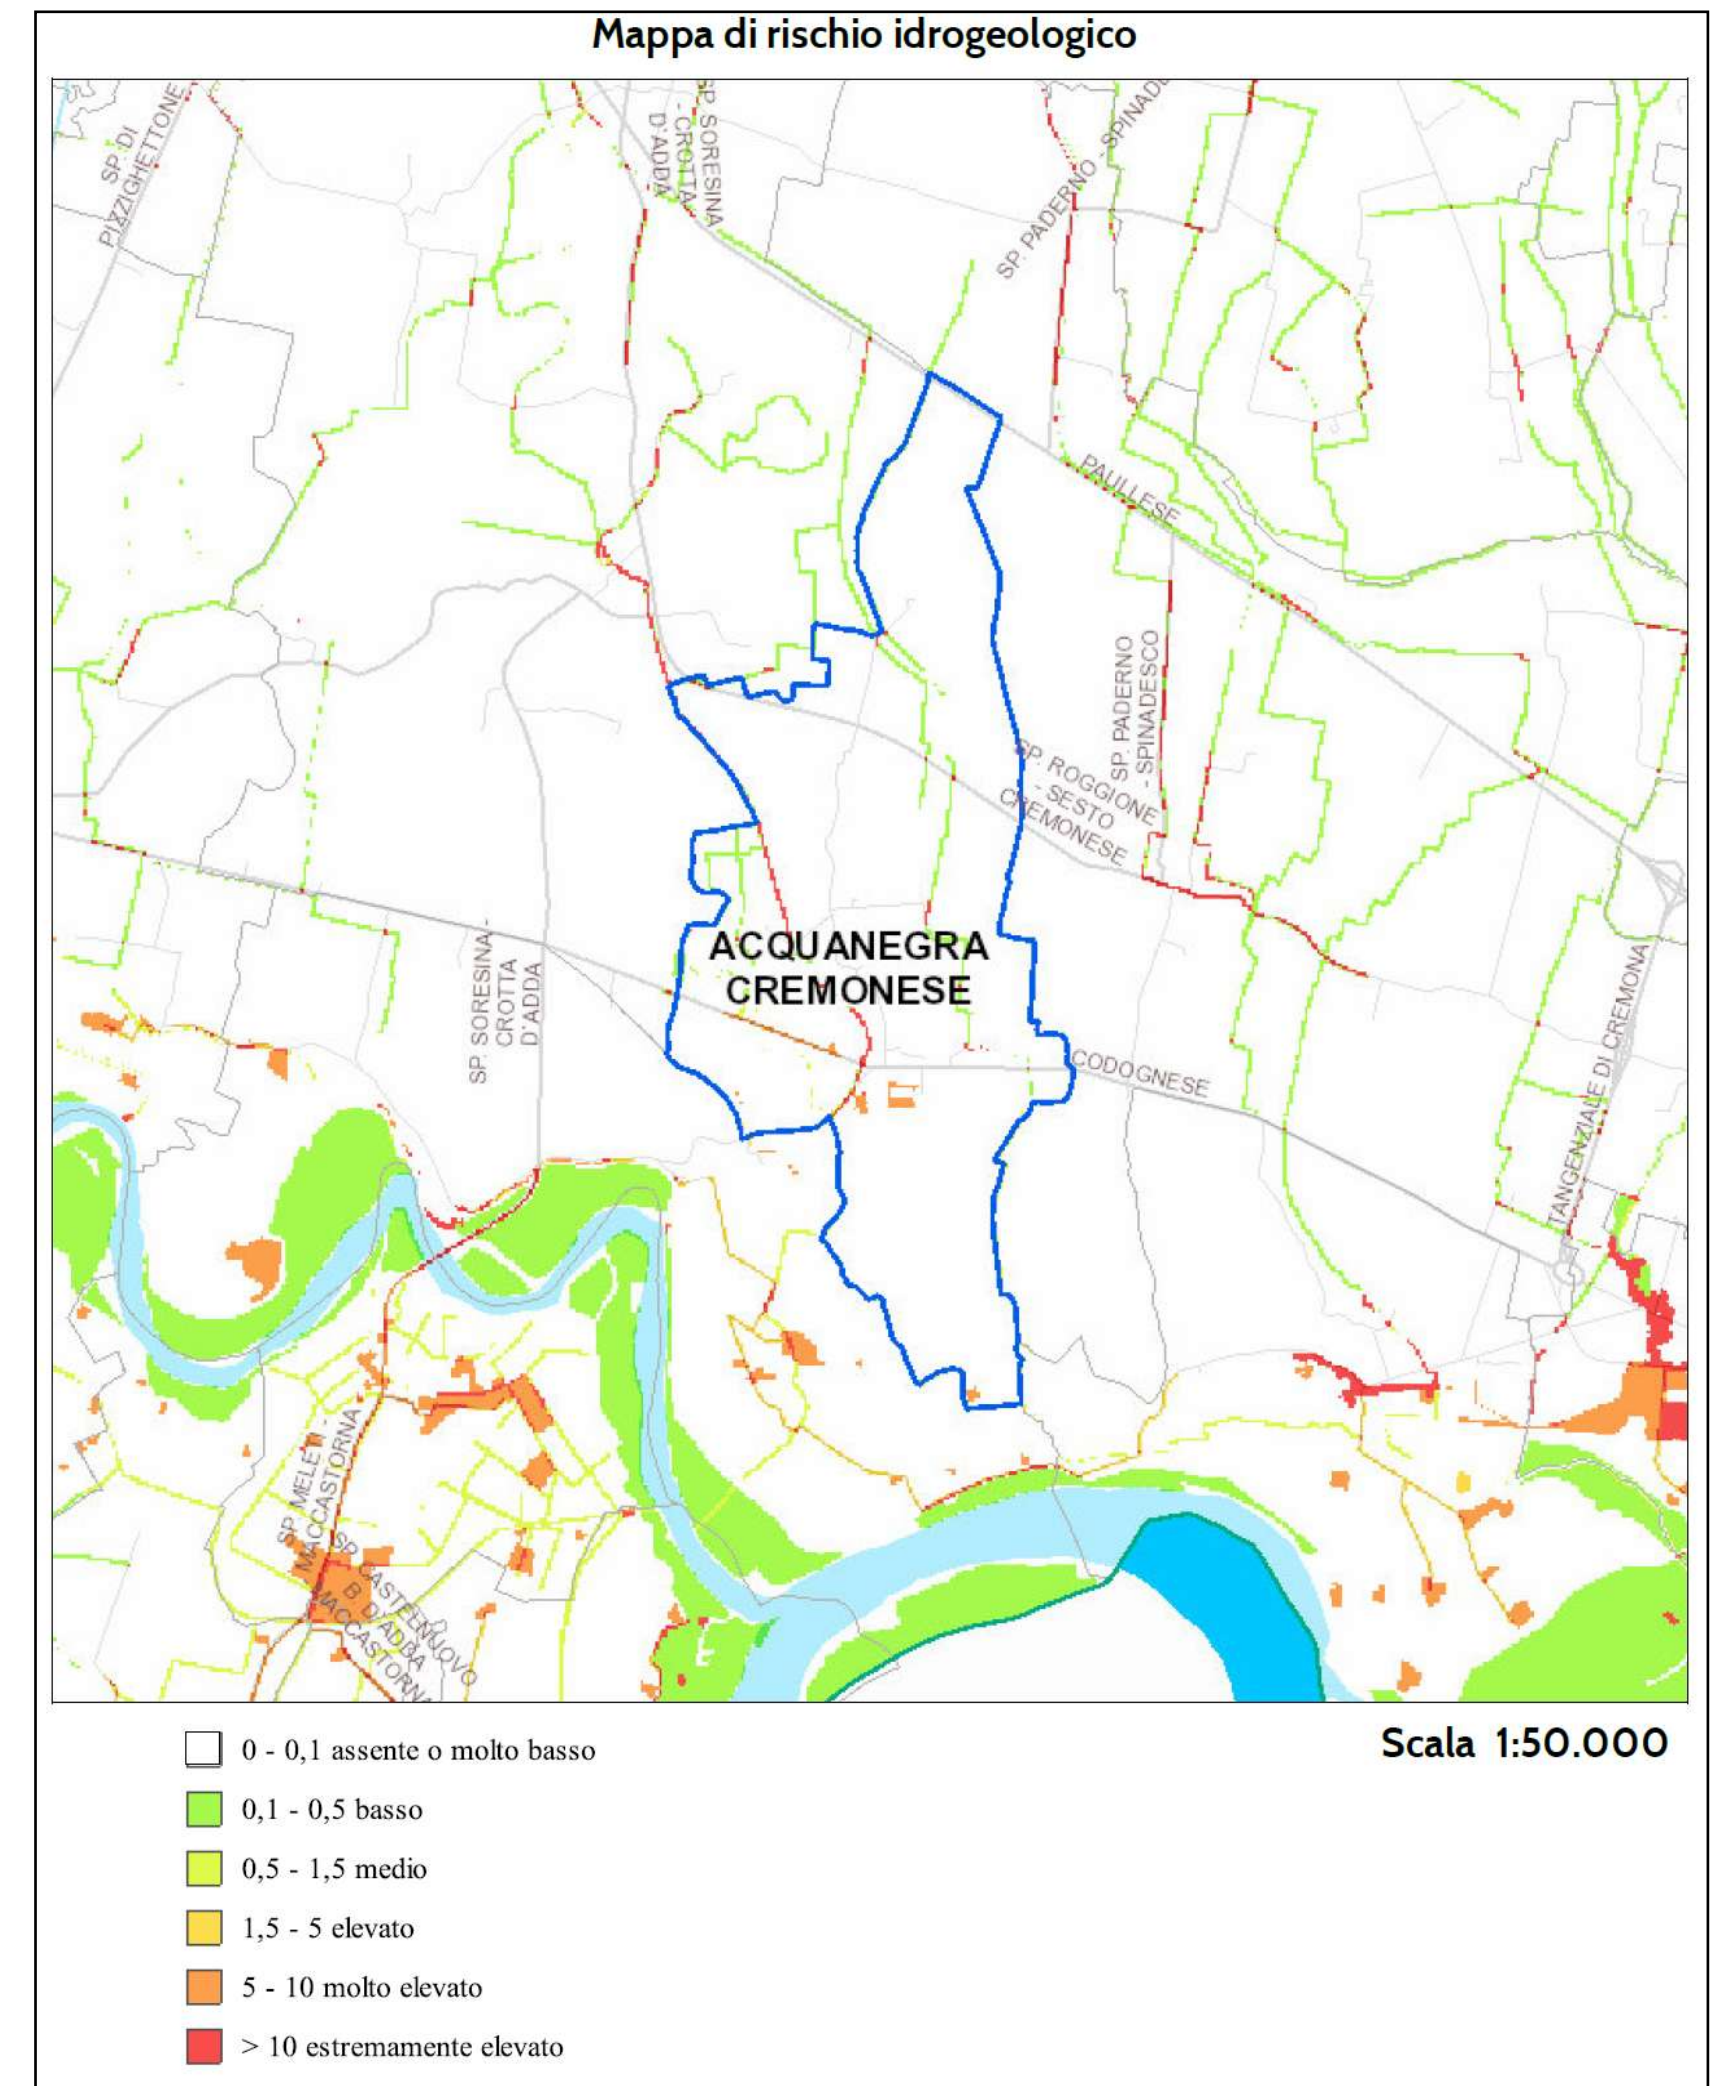 Mappa di rischio idrogeologico
SP. DI
PIZZIGHETTONE
SP. SORESINA
- CROTTA
D'ADDA
SP. PADERNO - SPINAD
PAULLESE
SP. PADERNO
- SPINADESCO
SP. ROGGIONE
- SESTO
CREMONESE
ACQUANEGRA
CREMONESE
SP. SORESINA -
CROTTA
D'ADDA
CODOGNESE
TANGENZIALE DI CREMONA
SP. MELETI -
MACCASTORNA
SP. CASTELNUOVO
B. D'ADDA
MACCASTORNA
Scala 1:50.000
0 - 0,1 assente o molto basso
0,1 - 0,5 basso
0,5 - 1,5 medio
1,5 - 5 elevato
5 - 10 molto elevato
> 10 estremamente elevato